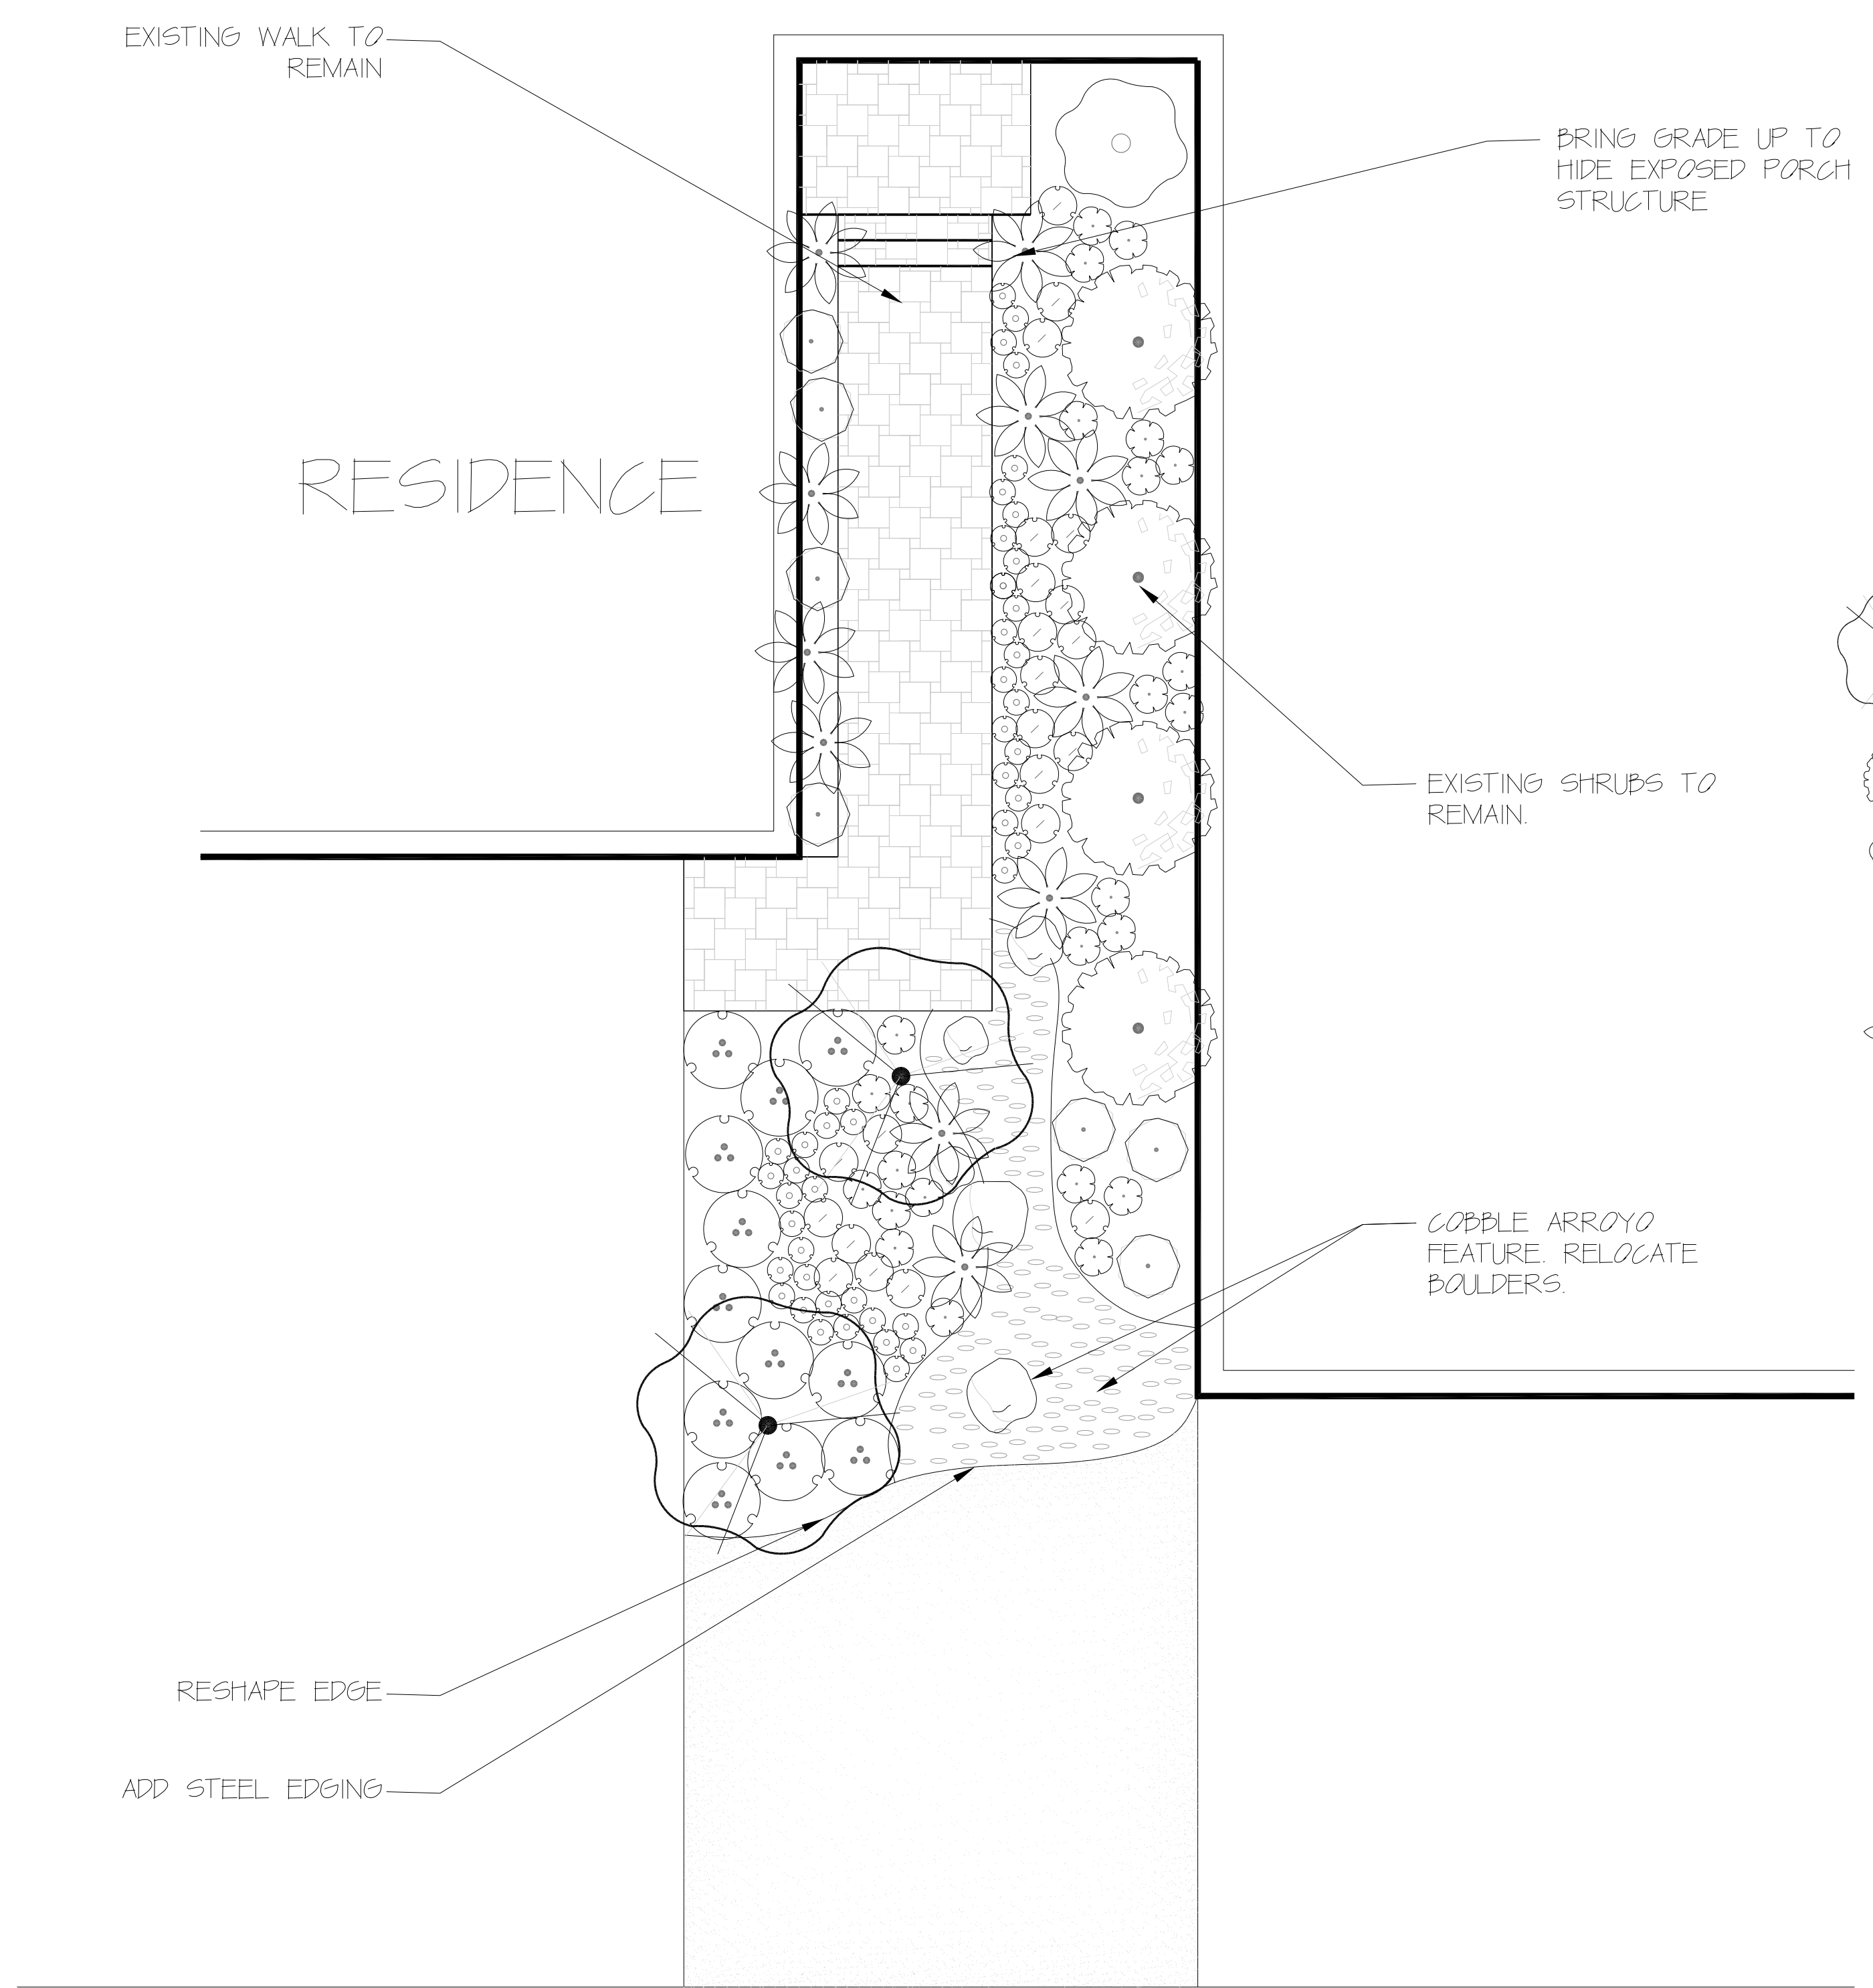 EXISTING WALK TO
REMAIN
BRING GRADE UP TO
HIDE EXPOSED PORCH
STRUCTURE
RESIDENCE
EXISTING SHRUBS TO
REMAIN.
COBBLE ARROYO
FEATURE. RELOCATE
BOULDERS.
RESHAPE EDGE
ADD STEEL EDGING